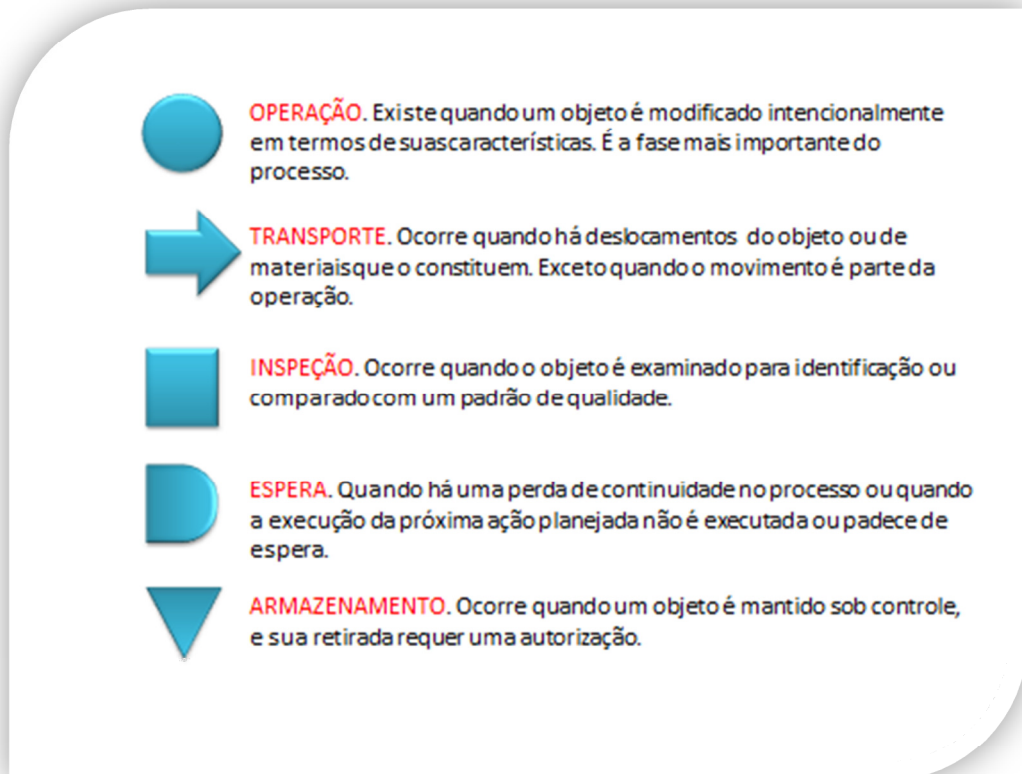 OPERAÇÃO. Existe quando um objeto é modificado intencionalmente
em termos de suascaracterísticas. É a fase mais importante do
processo.
TRANSPORTE. Ocorre quando há deslocamentos do objeto ou de
materiais que o constituem. Exceto quando o movimento é parte da
operação.
INSPEÇÃO. Ocorre quando o objeto é examinado para identificação ou
comparado com um padrão de qualidade.
ESPERA. Quando há uma perda de continuidade no processo ou quando
a execução da próxima ação planejada não é executada ou padece de
espera.
ARMAZENAMENTO. Ocorre quando um objeto é mantido sob controle,
e sua retirada requer uma autorização.